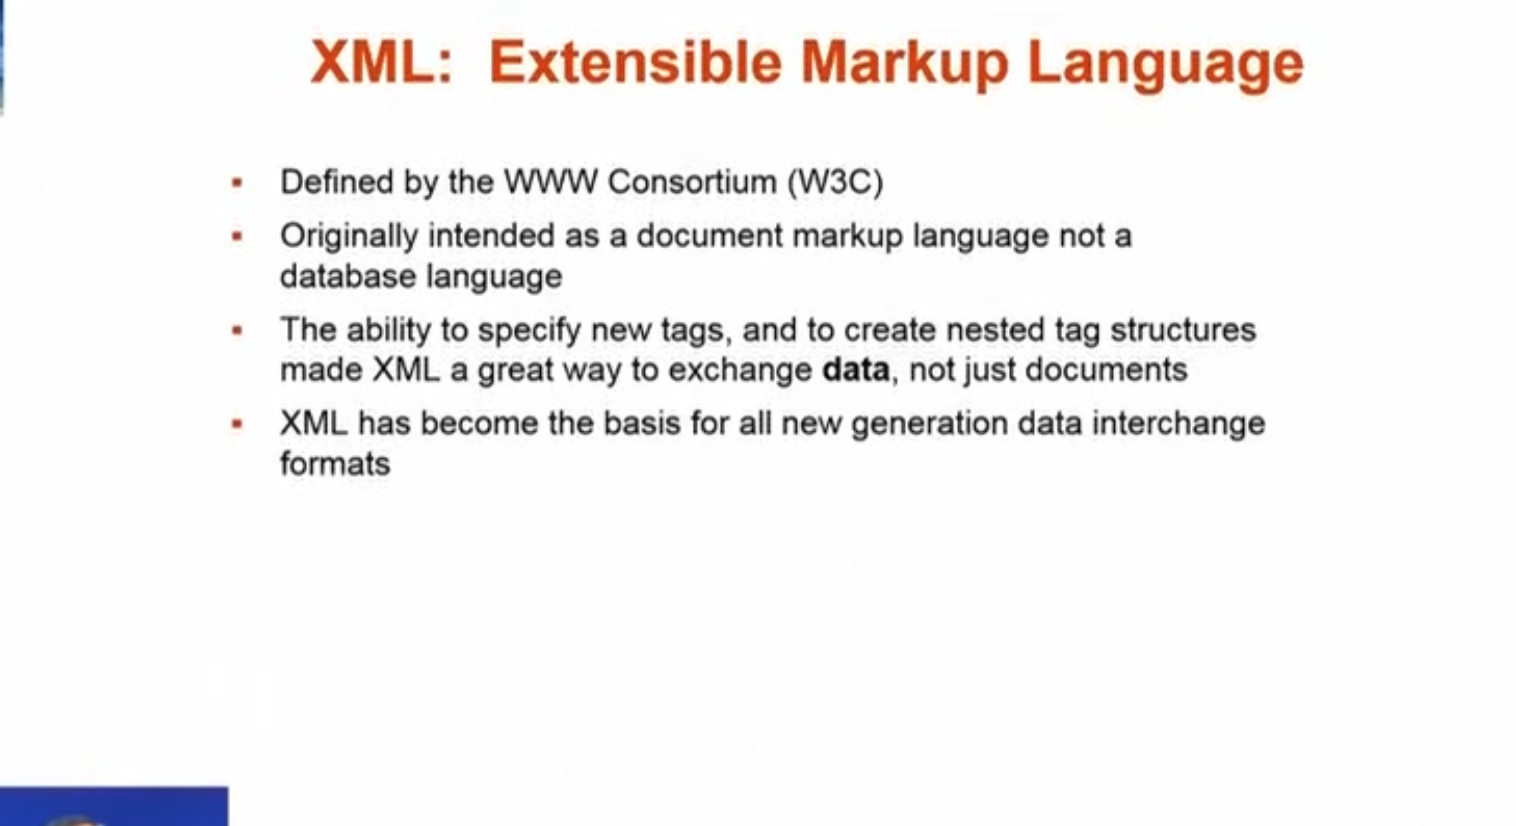 XML: Extensible Markup Language
▪ Defined by the WWW Consortium (W3C)
▪ Originally intended as a document markup language not a
database language
▪ The ability to specify new tags, and to create nested tag structures
made XML a great way to exchange data, not just documents
▪ XML has become the basis for all new generation data interchange
formats